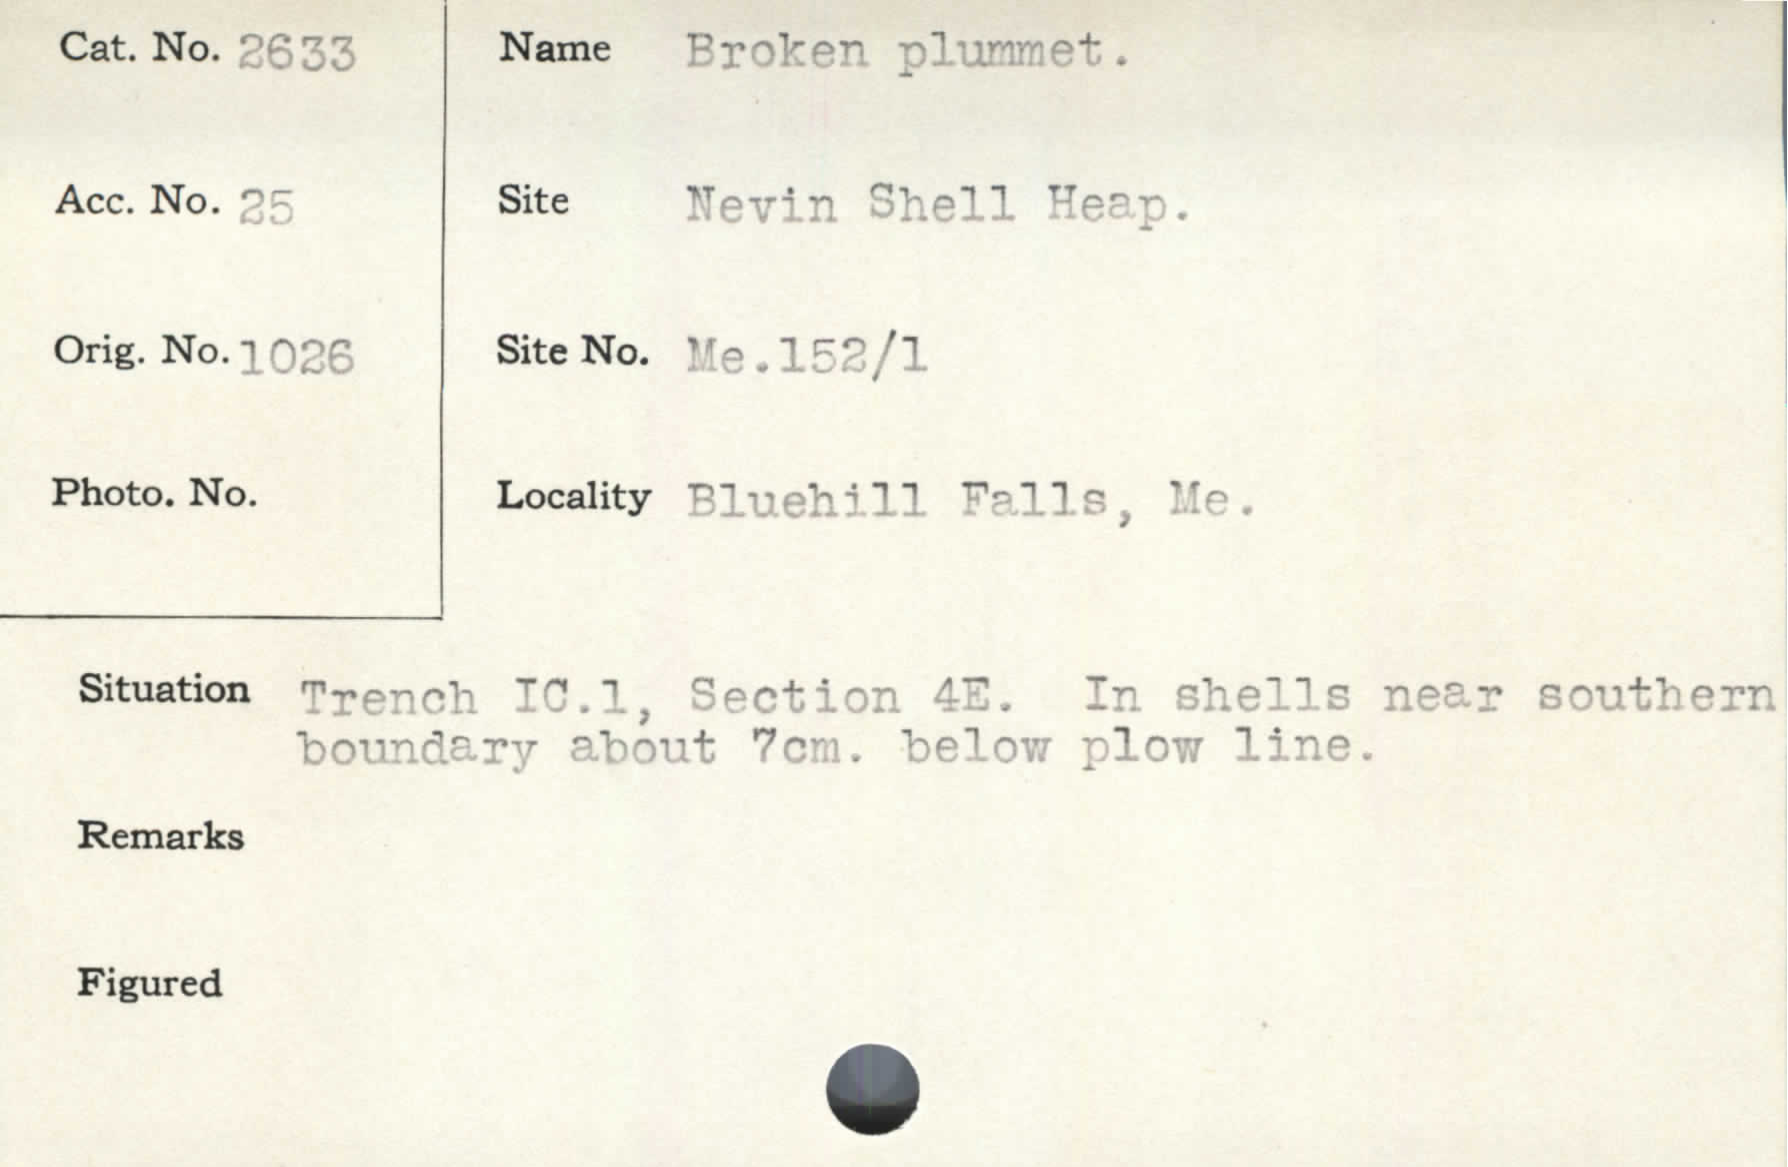 Cat. No. 2633
Acc. No. 25
Orig. No. 1026
Photo. No.
Name Broken plummet.
Site Nevin Shell Heap.
Site No. Me.152/1
Locality Bluehill Falls, Me.
Situation Trench IC.1, Section 4E. In shells near southern
boundary about 7cm. below plow line.
Remarks
Figured